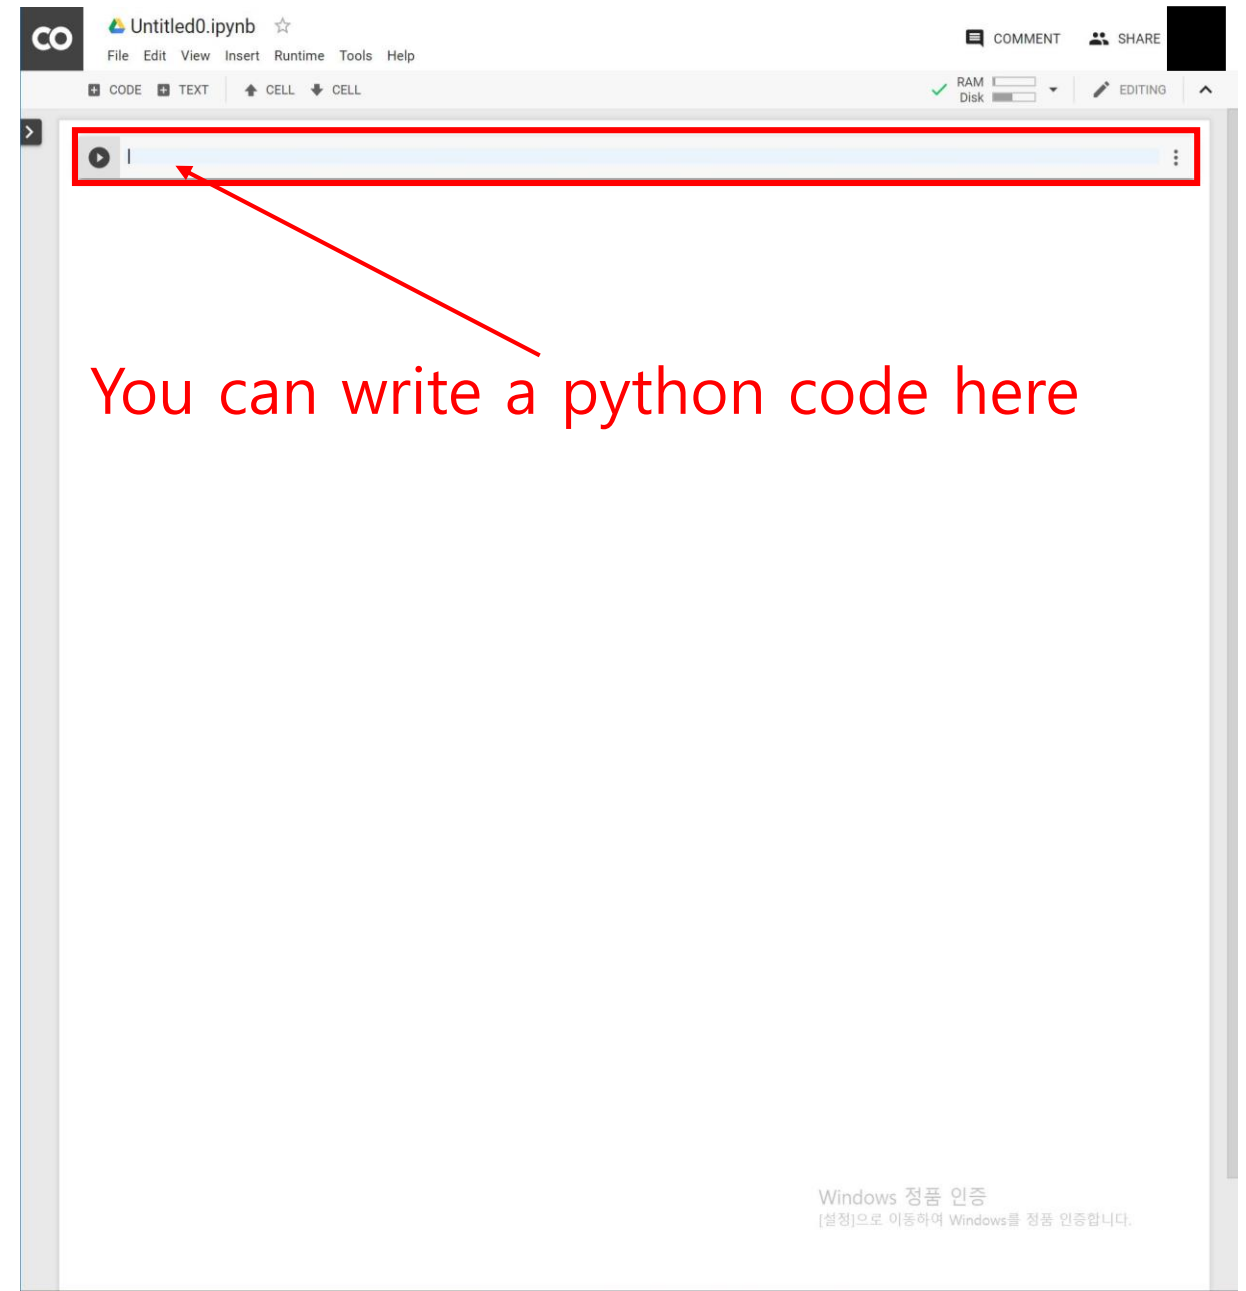 CO
Untitled0.ipynb
File Edit View Insert Runtime Tools Help
COMMENT SHARE
CODE TEXT CELL CELL
RAM
Disk
EDITING
You can write a python code here
Windows 정품 인증
[설정]으로 이동하여 Windows를 정품 인증합니다.